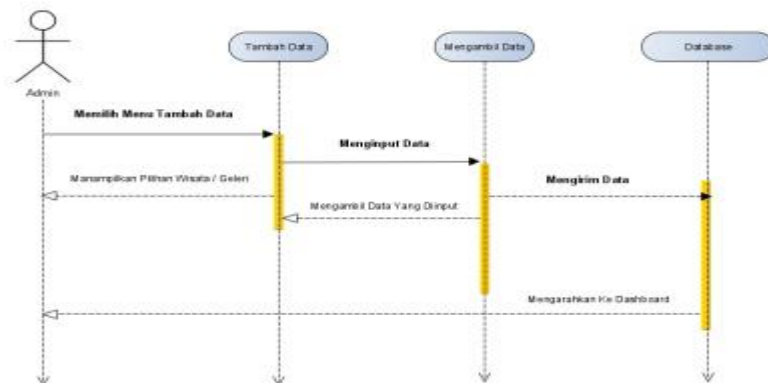 Tambah Data
Mengambil Data
Database
Admin
Memilih Menu Tambah Data
Menginput Data
Manampilkan Pilihan Wisata / Galeri
Mengirim Data
Mengambil Data Yang Diinput
Mengarahkan Ke Dashboard